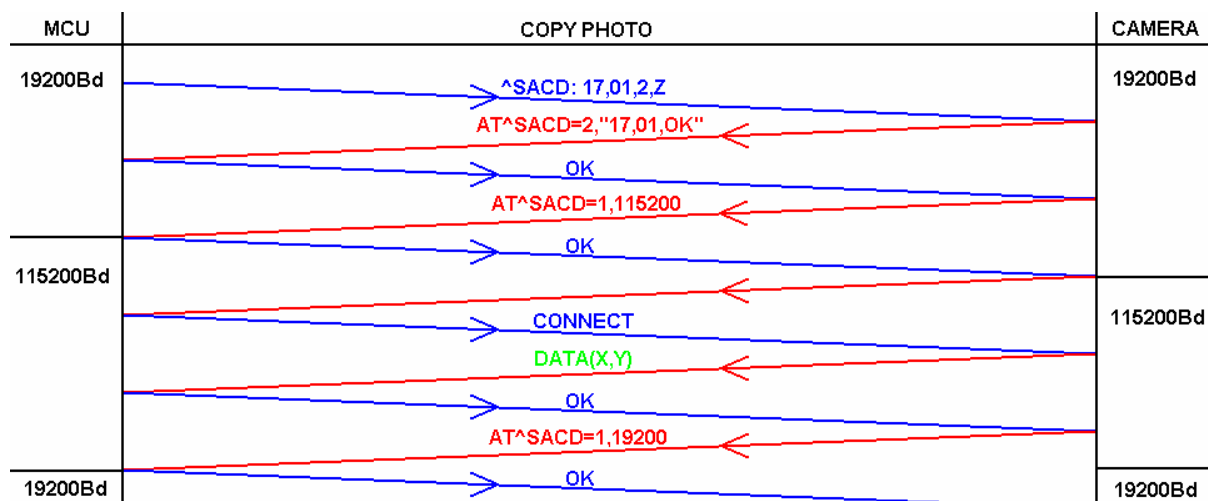 MCU COPY PHOTO CAMERA
19200Bd ^SACD: 17,01,2,Z 19200Bd
AT^SACD=2,"17,01,OK"
OK
AT^SACD=1,115200
OK
115200Bd
CONNECT 115200Bd
DATA(X,Y)
OK
AT^SACD=1,19200
19200Bd OK 19200Bd